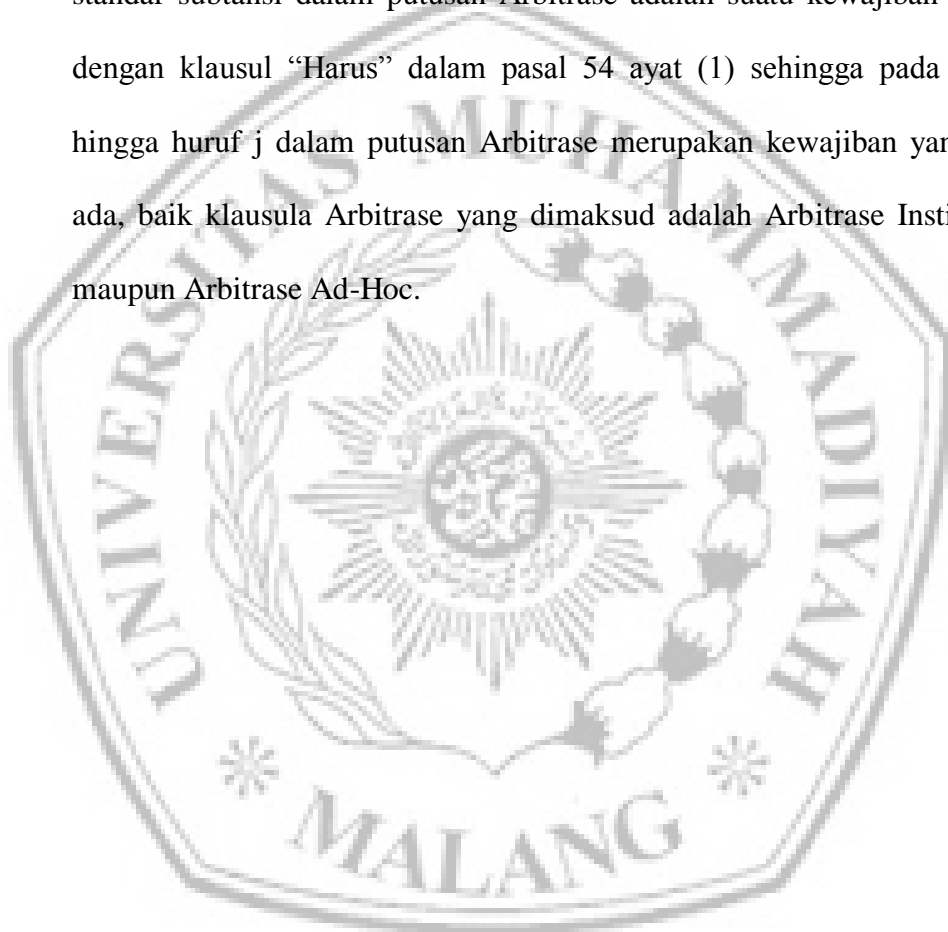 standar subtansi dalam putusan Arbitrase adalah suatu kewajiban
dengan klausul “Harus” dalam pasal 54 ayat (1) sehingga pada
hingga huruf j dalam putusan Arbitrase merupakan kewajiban
ada, baik klausula Arbitrase yang dimaksud adalah Arbitrase
maupun Arbitrase Ad-Hoc.
UNIVERSITAS MUHAMMADIYAH
MALANG